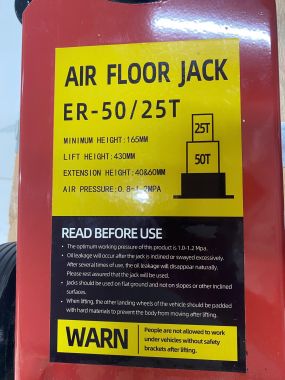 AIR FLOOR JACK
ER-50/25T
25T
50T
MINIMUM HEIGHT:165MM
LIFT HEIGHT:430MM
EXTENSION HEIGHT:40&60MM
AIR PRESSURE:0.8-1.2MPA
READ BEFORE USE
• The optimum working pressure of this product is 1.0-1.2 Mpa.
• Oil leakage will occur after the jack is inclined or swayed excessively.
After several times of use, the oil leakage will disappear naturally.
Please rest assured that the jack will be used.
• Jacks should be used on flat ground and not on slopes or other inclined
surfaces.
• When lifting, the other landing wheels of the vehicle should be padded
with hard materials to prevent the body from moving after lifting.
WARN
People are not allowed to work
under vehicles without safety
brackets after lifting.